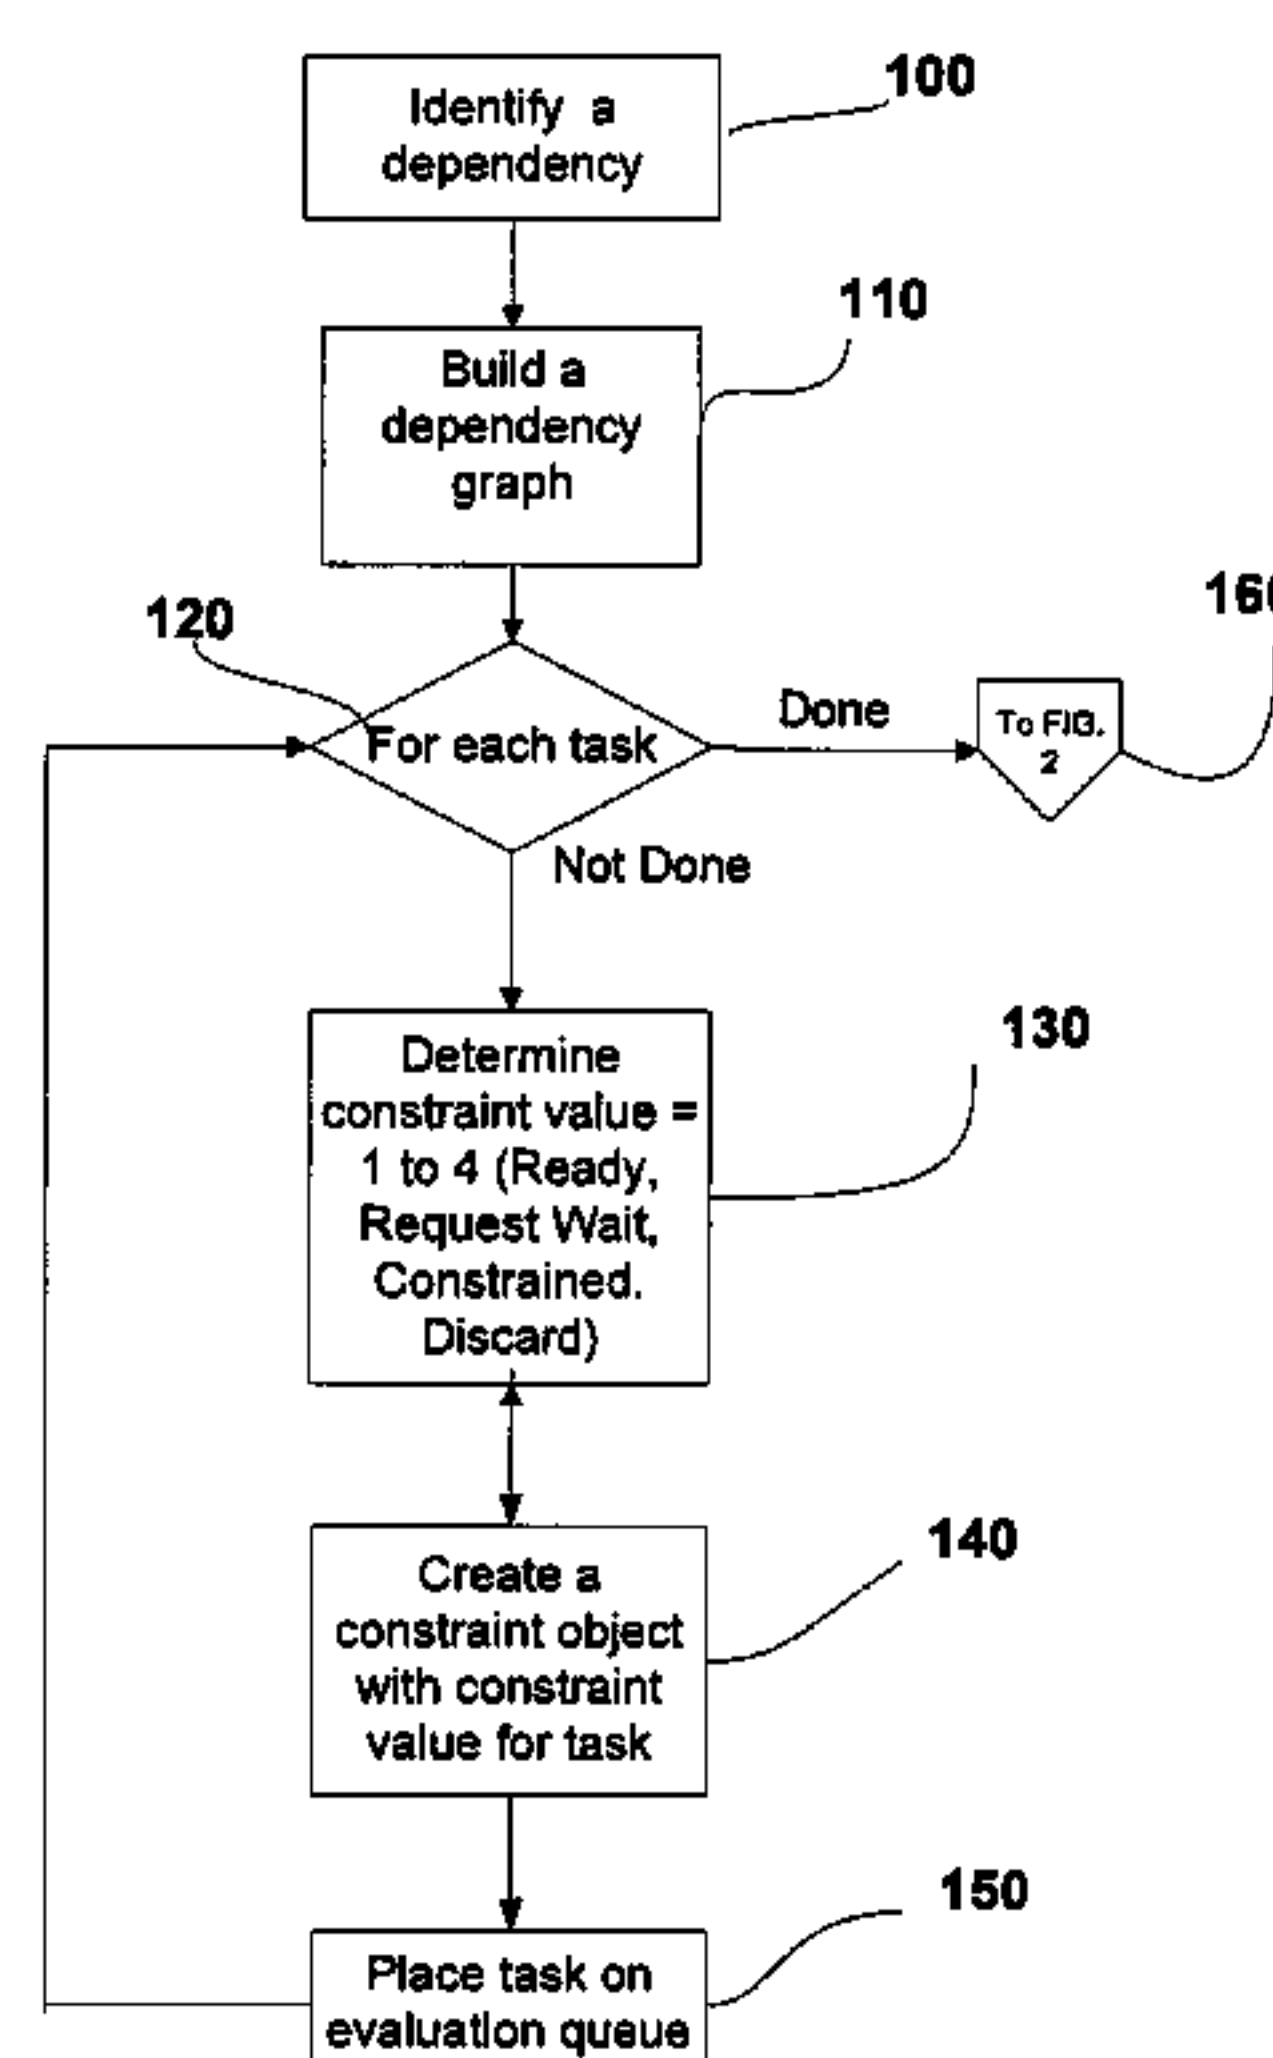 Identify a
dependency
100
110
Build a
dependency
graph
120
160
For each task
Done
To FIG.
2
Not Done
130
Determine
constraint value =
1 to 4 (Ready,
Request Wait,
Constrained.
Discard)
140
Create a
constraint object
with constraint
value for task
150
Place task on
evaluation queue